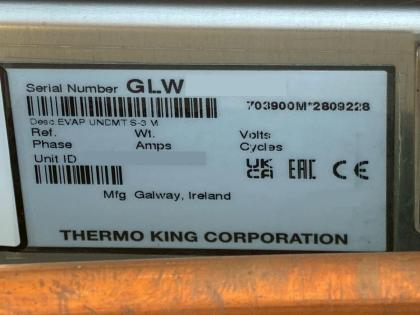 Serial Number GLW
703900M*2809228
Desc.EVAP UNDMT S-3 M
Ref. Wt. Volts
Phase Amps Cycles
Unit ID
UK CA EAC CE
Mfg Galway, Ireland
THERMO KING CORPORATION